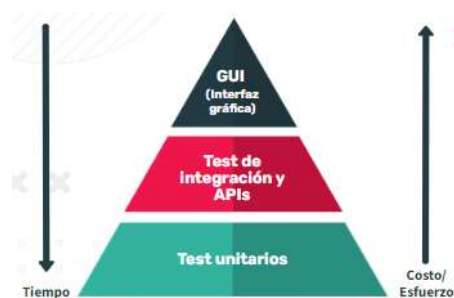 GUI
(Interfaz
gráfica)
Test de
integración y
APIs
Test unitarios
Tiempo
Costo/
Esfuerzo